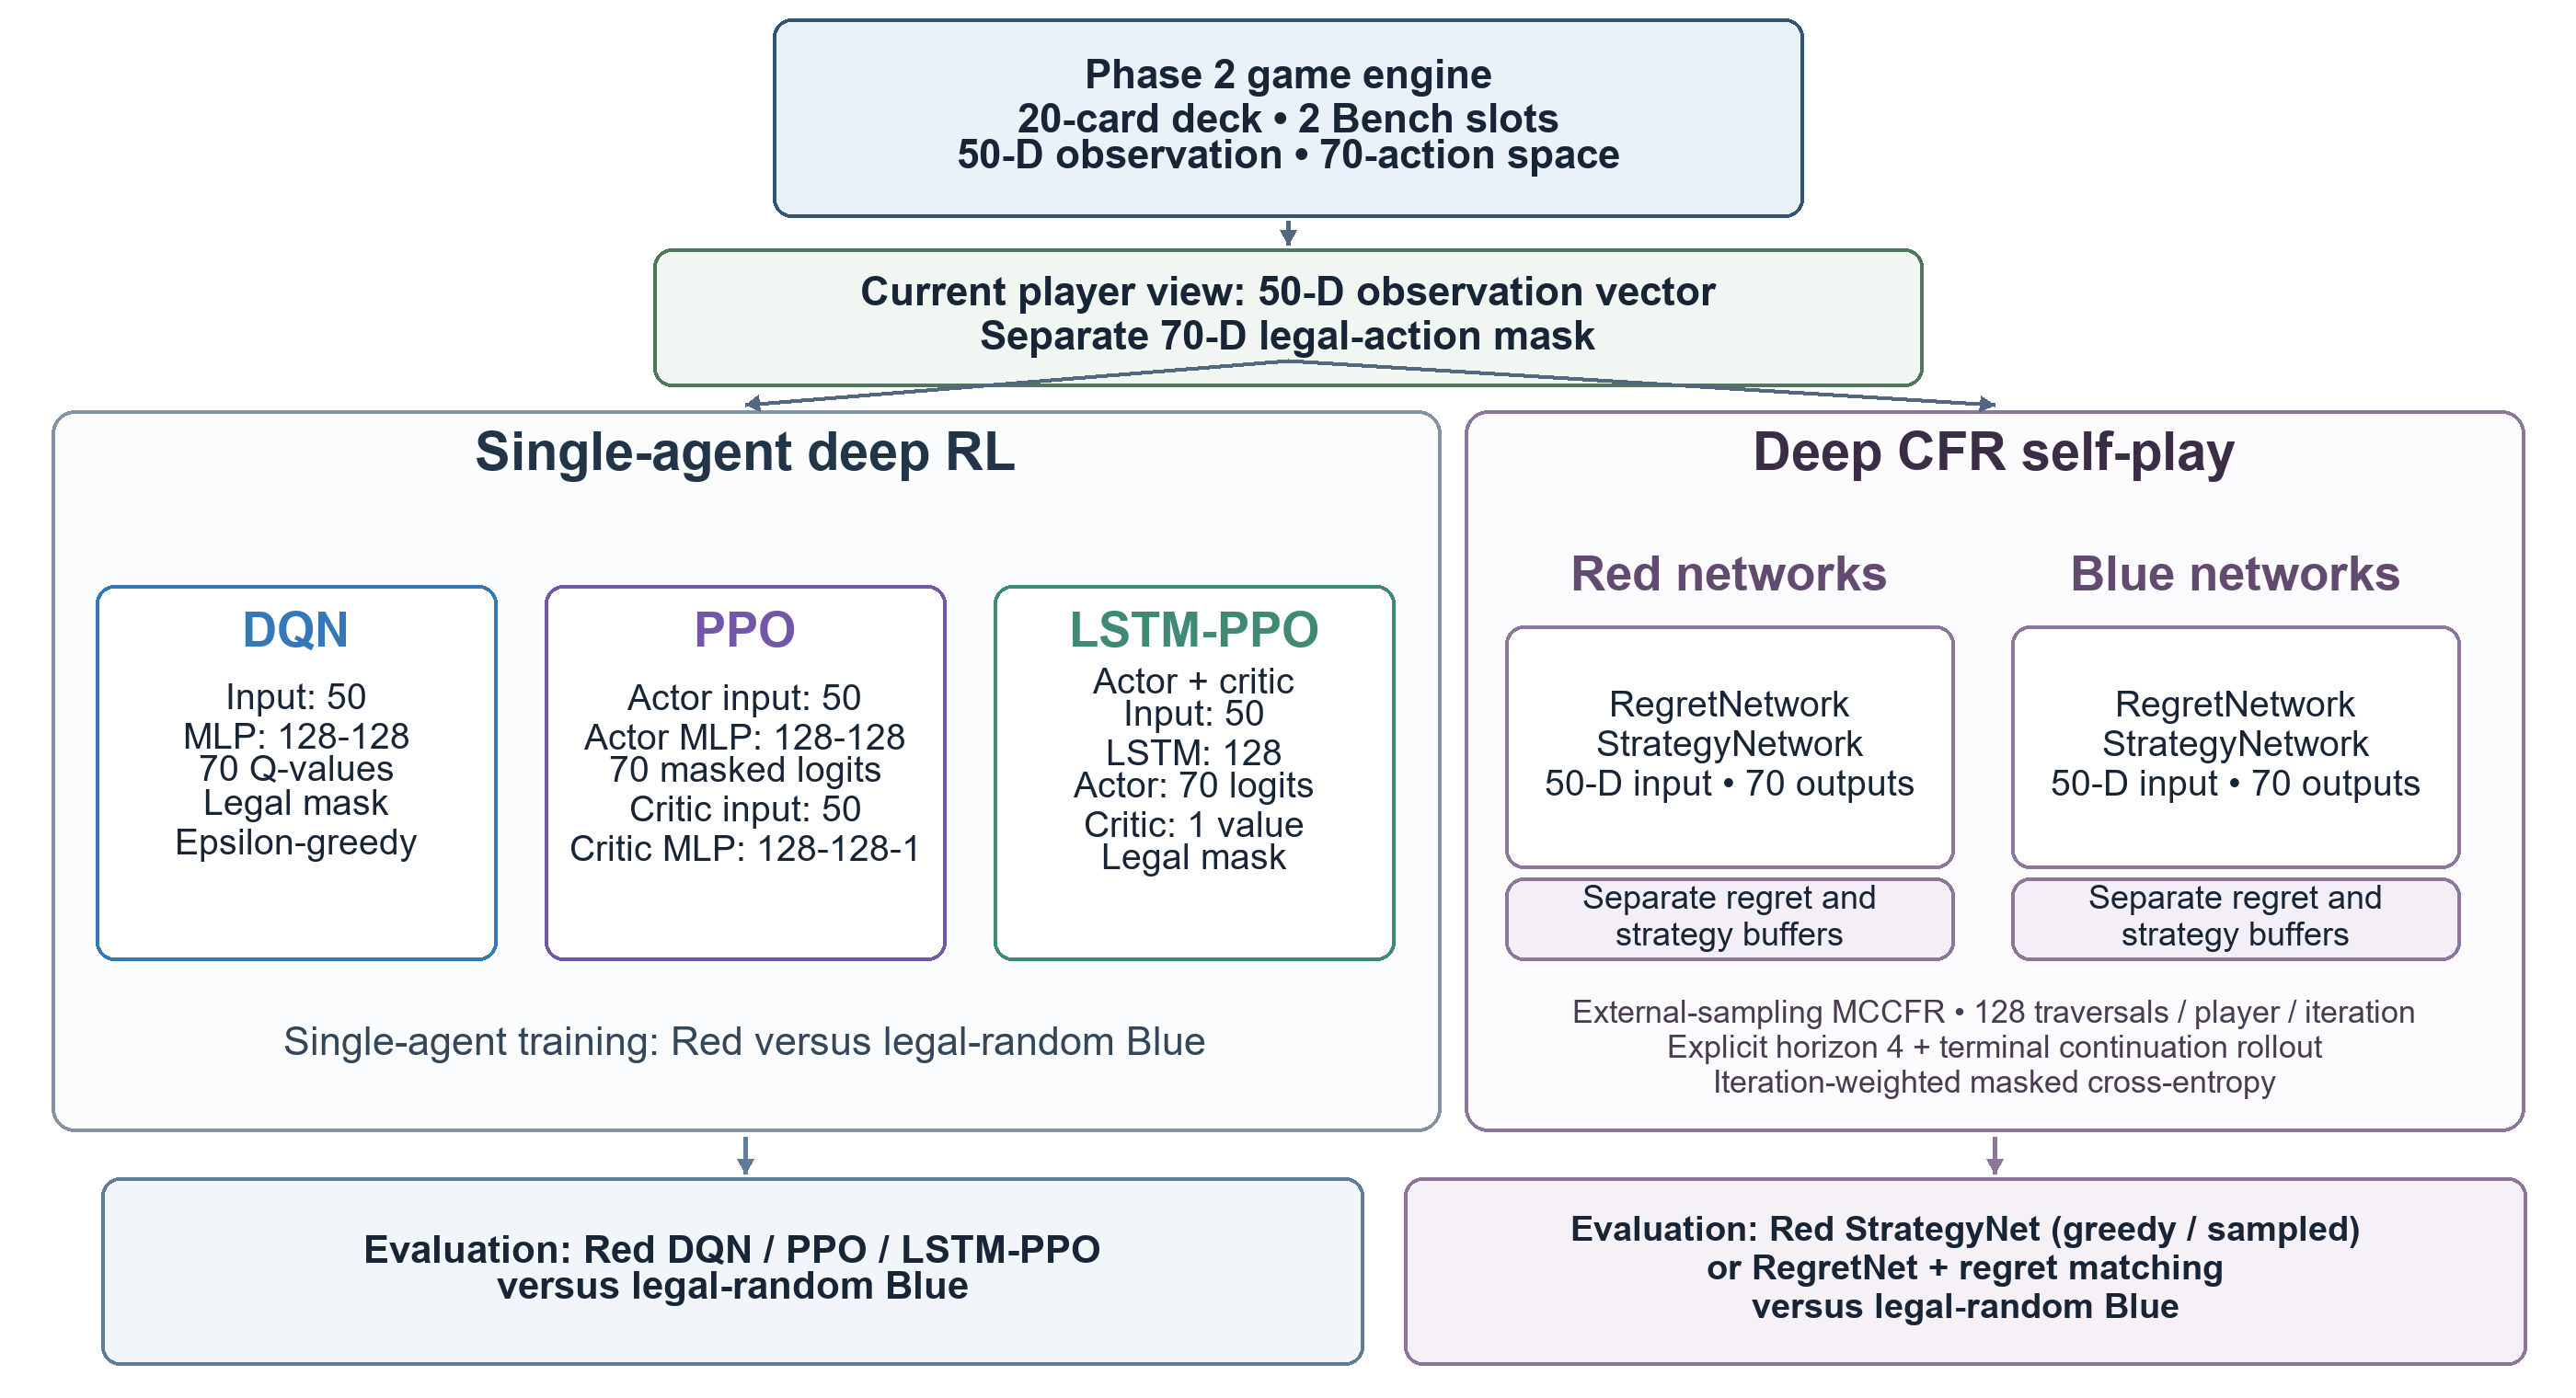 Phase 2 game engine
20-card deck • 2 Bench slots
50-D observation • 70-action space
Current player view: 50-D observation vector
Separate 70-D legal-action mask
Single-agent deep RL
DQN
Input: 50
MLP: 128-128
70 Q-values
Legal mask
Epsilon-greedy
PPO
Actor input: 50
Actor MLP: 128-128
70 masked logits
Critic input: 50
Critic MLP: 128-128-1
LSTM-PPO
Actor + critic
Input: 50
LSTM: 128
Actor: 70 logits
Critic: 1 value
Legal mask
Single-agent training: Red versus legal-random Blue
Deep CFR self-play
Red networks
RegretNetwork
StrategyNetwork
50-D input • 70 outputs
Separate regret and
strategy buffers
Blue networks
RegretNetwork
StrategyNetwork
50-D input • 70 outputs
Separate regret and
strategy buffers
External-sampling MCCFR • 128 traversals / player / iteration
Explicit horizon 4 + terminal continuation rollout
Iteration-weighted masked cross-entropy
Evaluation: Red DQN / PPO / LSTM-PPO
versus legal-random Blue
Evaluation: Red StrategyNet (greedy / sampled)
or RegretNet + regret matching
versus legal-random Blue